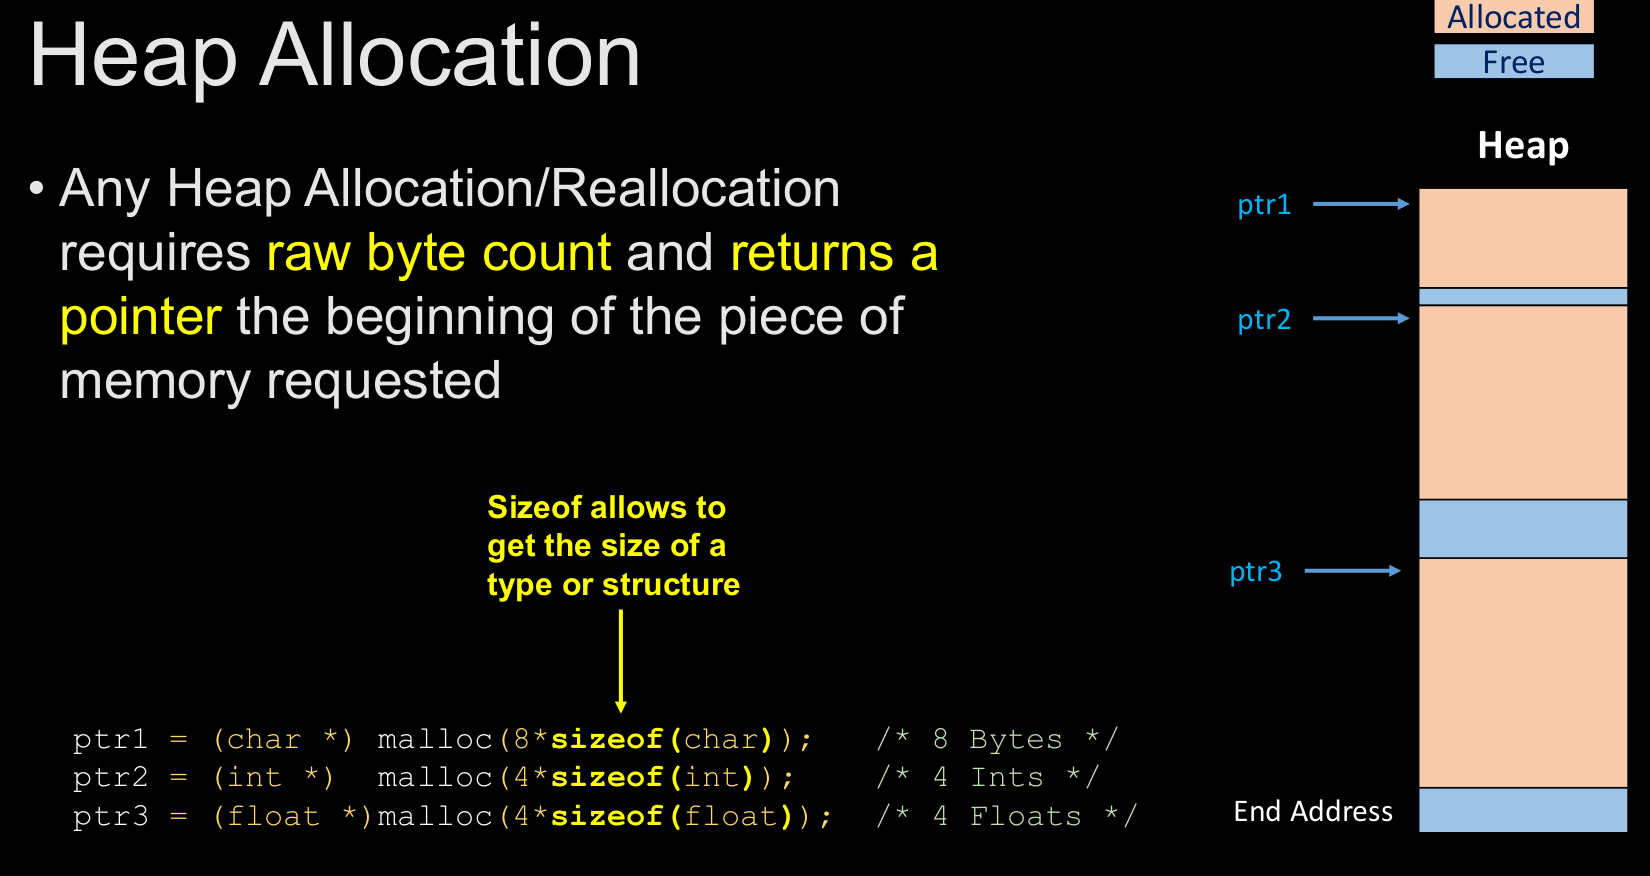 Heap Allocation
Allocated
Free
• Any Heap Allocation/Reallocation
requires raw byte count and returns a
pointer the beginning of the piece of
memory requested
Sizeof allows to
get the size of a
type or structure
ptr1 = (char *) malloc(8*sizeof(char)); /* 8 Bytes */
ptr2 = (int *)  malloc(4*sizeof(int)); /* 4 Ints */
ptr3 = (float *)malloc(4*sizeof(float)); /* 4 Floats */
Heap
ptr1
ptr2
ptr3
End Address